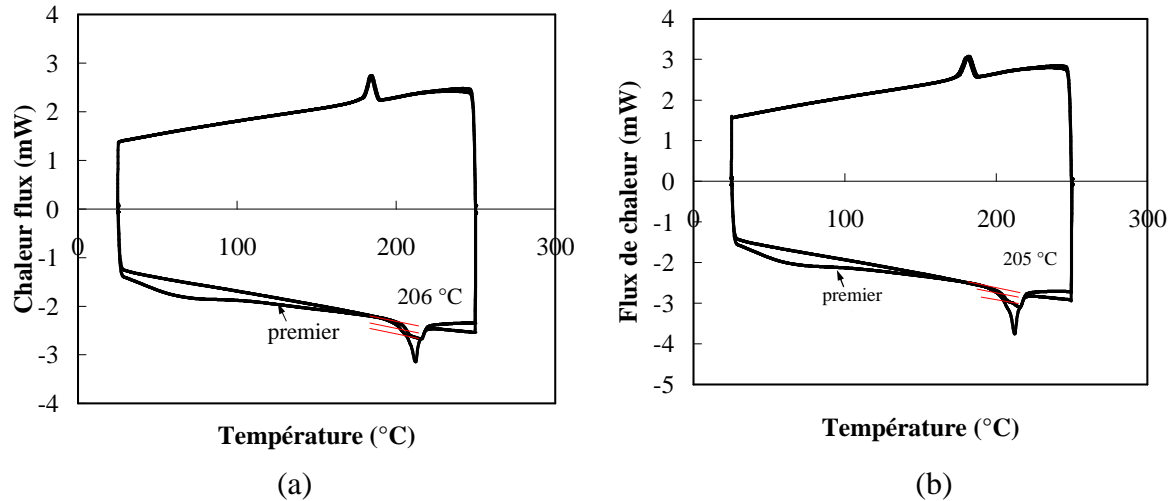 4
3
2
1
0
-1
-2
-3
-4
0
100
200
300
Chaleur flux (mW)
206 °C
premier
Température (°C)
(a)
4
3
2
1
0
-1
-2
-3
-4
-5
0
100
200
300
Flux de chaleur (mW)
205 °C
premier
Température (°C)
(b)